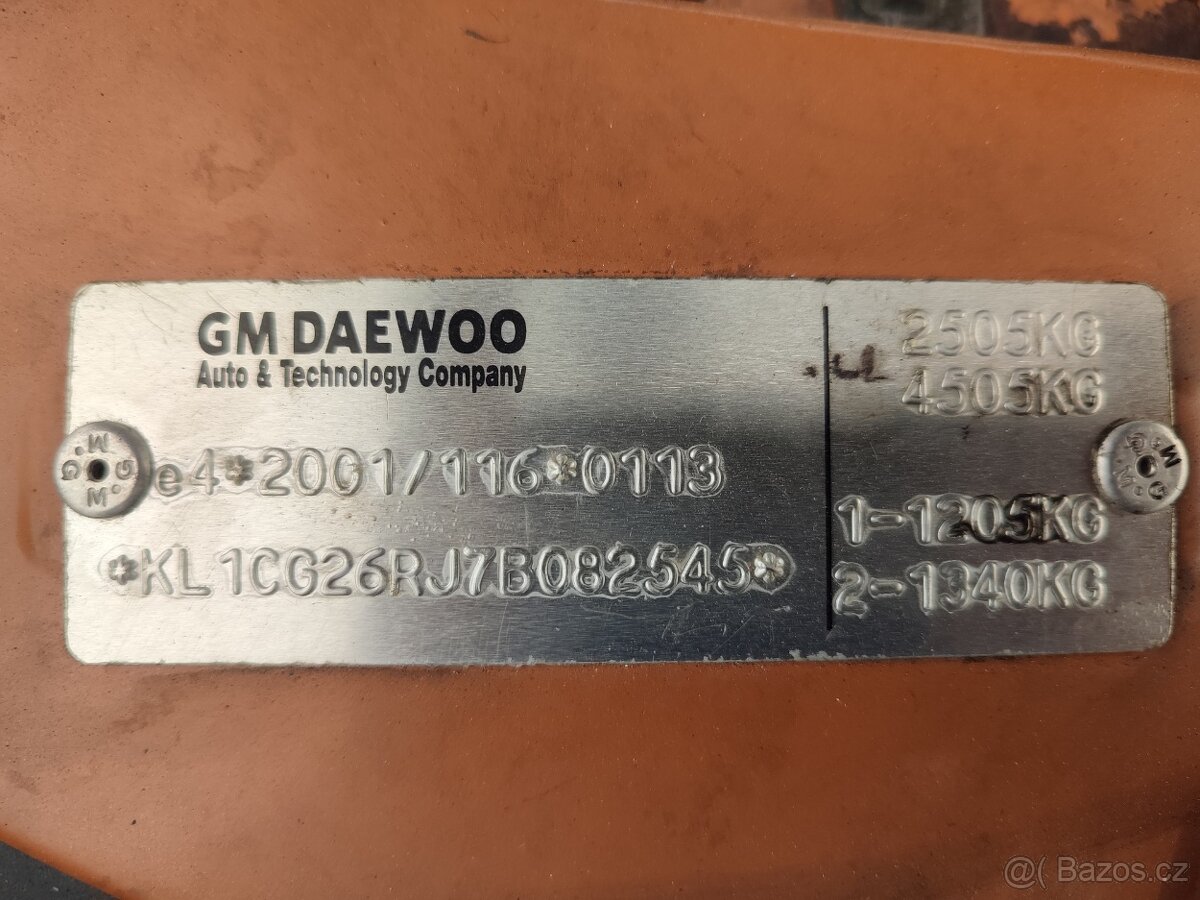 GM DAEWOO
Auto & Technology Company
e4*2001/116*0113
*KL1CG26RJ7B082545*
2505KG
4505KG
1-1205KG
2-1340KG
G.M.G.M.
G.M.G.M.
@( Bazos.cz